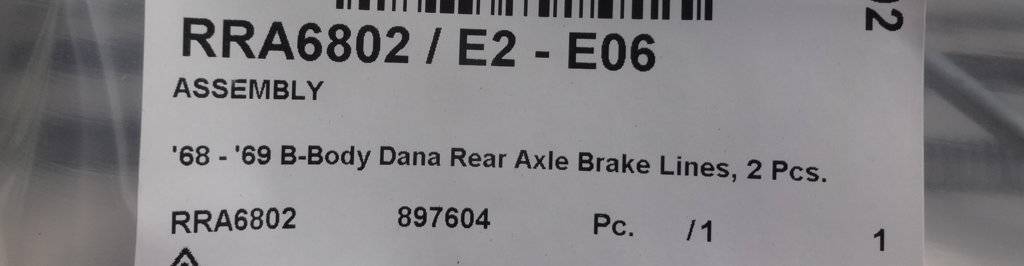 RRA6802 / E2 - E06
ASSEMBLY
'68 - '69 B-Body Dana Rear Axle Brake Lines, 2 Pcs.
RRA6802 897604 Pc. /1 1